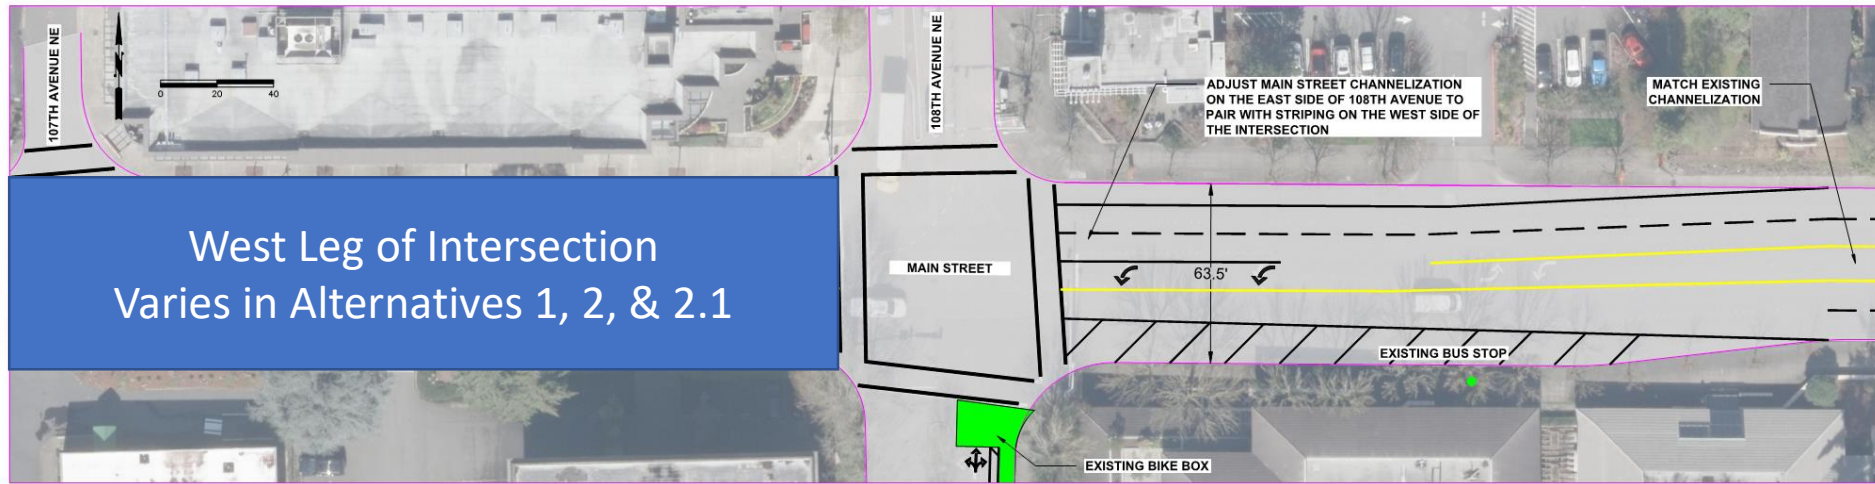 107TH AVENUE NE
N
0 20 40
108TH AVENUE NE
ADJUST MAIN STREET CHANNELIZATION
ON THE EAST SIDE OF 108TH AVENUE TO
PAIR WITH STRIPING ON THE WEST SIDE OF
THE INTERSECTION
MATCH EXISTING
CHANNELIZATION
West Leg of Intersection
Varies in Alternatives 1, 2, & 2.1
MAIN STREET
63.5'
EXISTING BUS STOP
EXISTING BIKE BOX